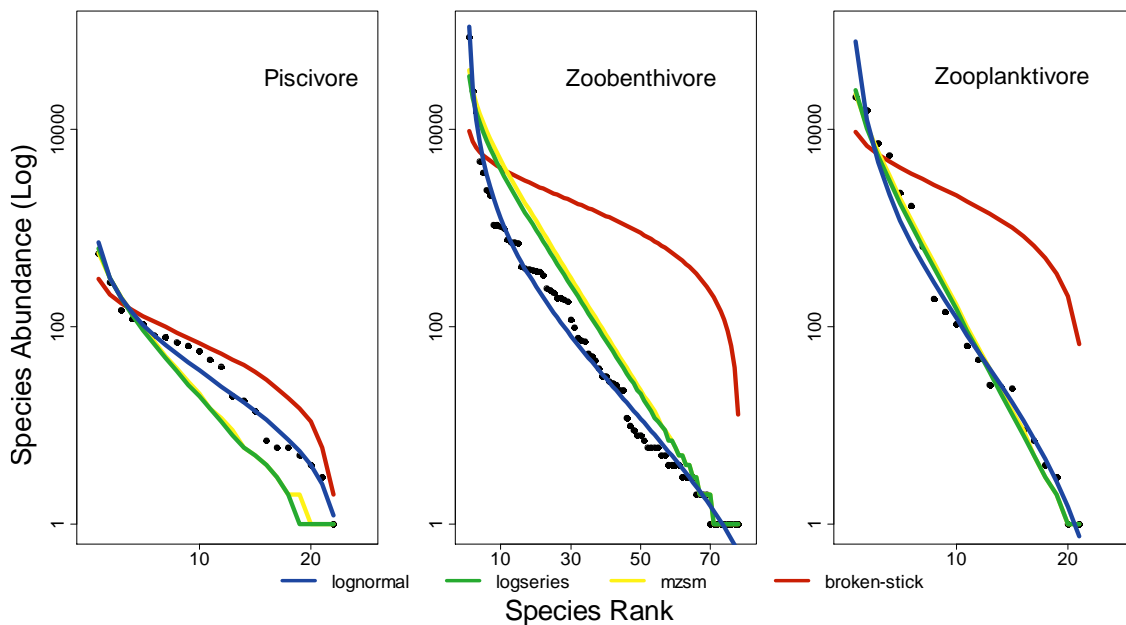 Species Abundance (Log)
Piscivore
Zoobenthivore
Zooplanktivore
10000
100
1
10000
100
1
10000
100
1
10 20
10 30 50 70
10 20
lognormal logseries mzsm broken-stick
Species Rank